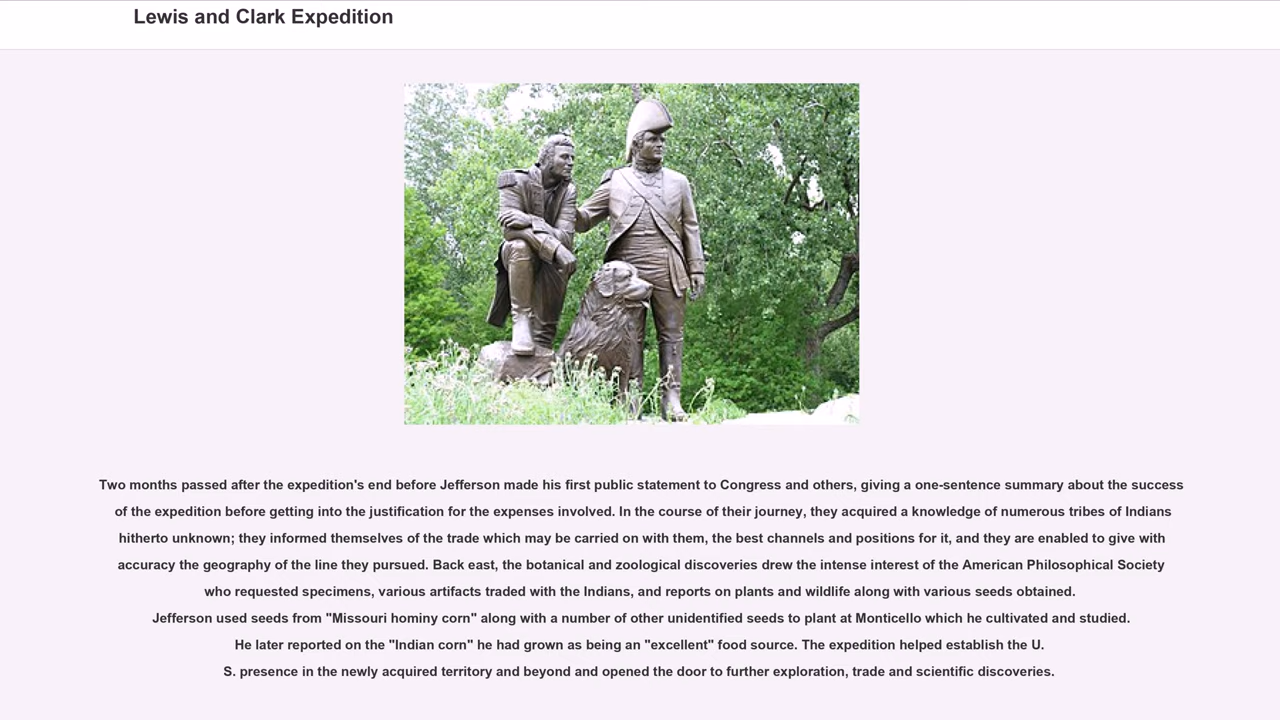 Lewis and Clark Expedition
Two months passed after the expedition's end before Jefferson made his first public statement to Congress and others, giving a one-sentence summary about the success
of the expedition before getting into the justification for the expenses involved. In the course of their journey, they acquired a knowledge of numerous tribes of Indians
hitherto unknown; they informed themselves of the trade which may be carried on with them, the best channels and positions for it, and they are enabled to give with
accuracy the geography of the line they pursued. Back east, the botanical and zoological discoveries drew the intense interest of the American Philosophical Society
who requested specimens, various artifacts traded with the Indians, and reports on plants and wildlife along with various seeds obtained.
Jefferson used seeds from "Missouri hominy corn" along with a number of other unidentified seeds to plant at Monticello which he cultivated and studied.
He later reported on the "Indian corn" he had grown as being an "excellent" food source. The expedition helped establish the U.
S. presence in the newly acquired territory and beyond and opened the door to further exploration, trade and scientific discoveries.